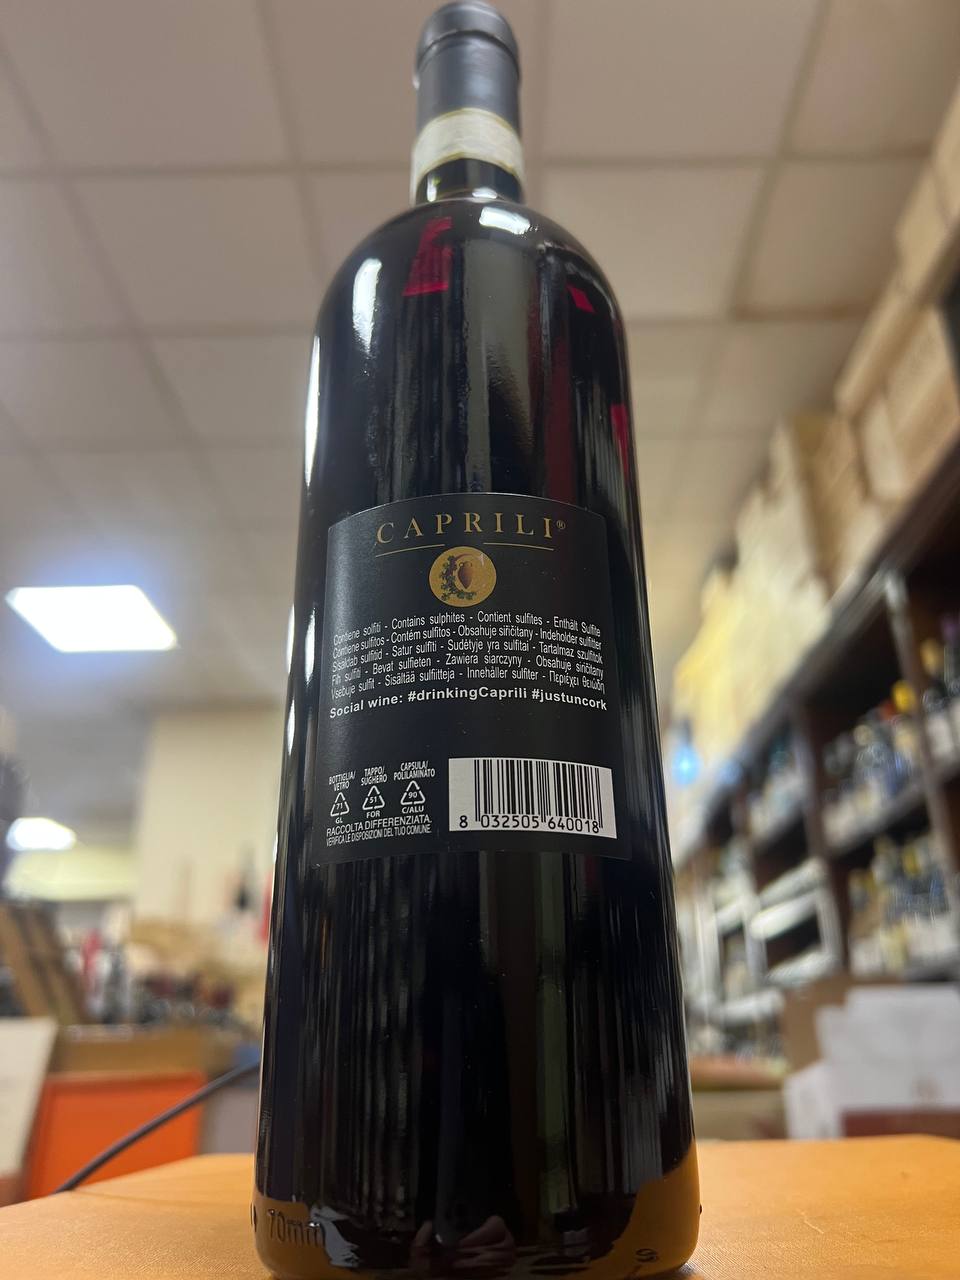 CAPRILI®
Contiene solfiti - Contains sulphites - Contient sulfites - Enthält Sulfite
Contiene sulfitos - Contém sulfitos - Obsahuje siřičitany - Indeholder sulfitter
Sisaldab sulfitid - Satur sulfīti - Sudėtyje yra sulfitai - Tartalmaz szulfitok
Fih sulfiti - Bevat sulfieten - Zawiera siarczyny - Obsahuje siričitany
Vsebuje sulfit - Sisältää sulfiitteja - Innehåller sulfiter - Περιέχει θειώδη
Social wine: #drinkingCaprili #justuncork
BOTTIGLIA/ VETRO
71
GL
TAPPO/ SUGHERO
51
FOR
CAPSULA/ POLILAMINATO
90
C/ALU
RACCOLTA DIFFERENZIATA.
VERIFICA LE DISPOSIZIONI DEL TUO COMUNE.
8 032505 640018
70mm